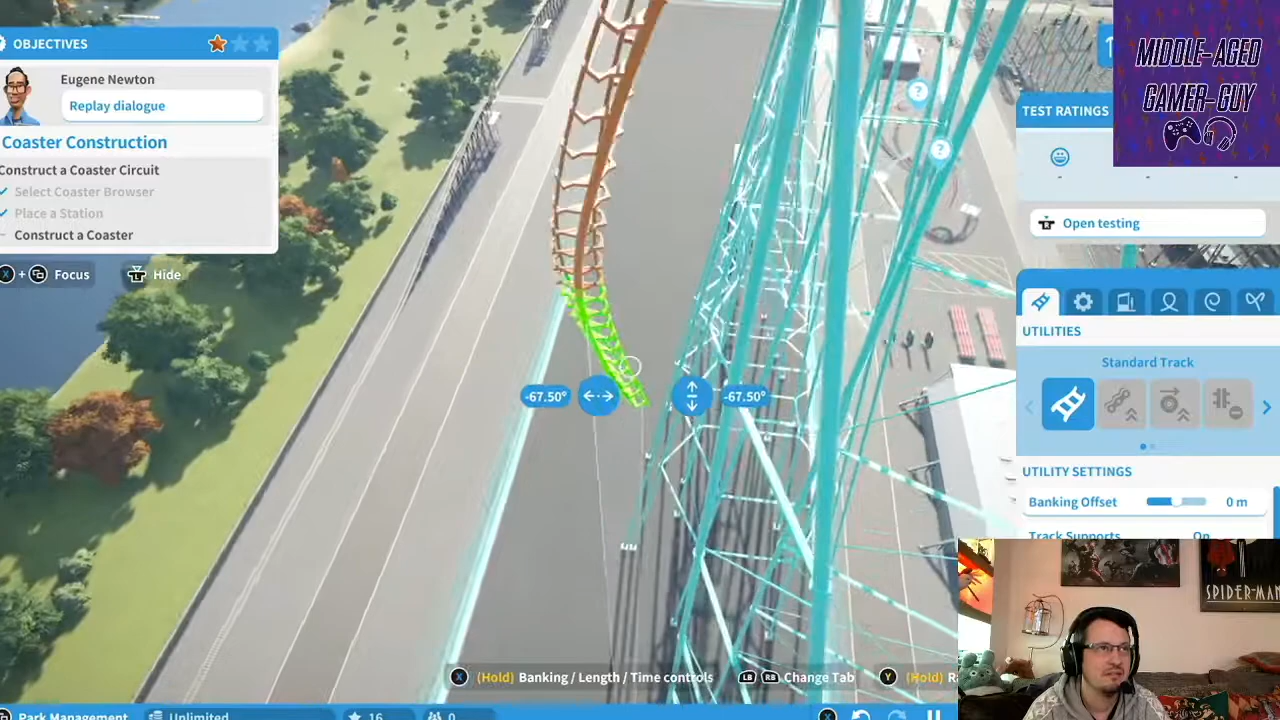 OBJECTIVES
Eugene Newton
Replay dialogue
Coaster Construction
Construct a Coaster Circuit
Select Coaster Browser
Place a Station
Construct a Coaster
X + Focus
Hide
-67.50°
-67.50°
MIDDLE-AGED
GAMER-GUY
TEST RATINGS
Open testing
UTILITIES
Standard Track
UTILITY SETTINGS
Banking Offset 0 m
Track Supports On
SPIDER-MAN
X (Hold) Banking / Length / Time controls LB RB Change Tab Y (Hold)
Park Management Unlimited 16 0